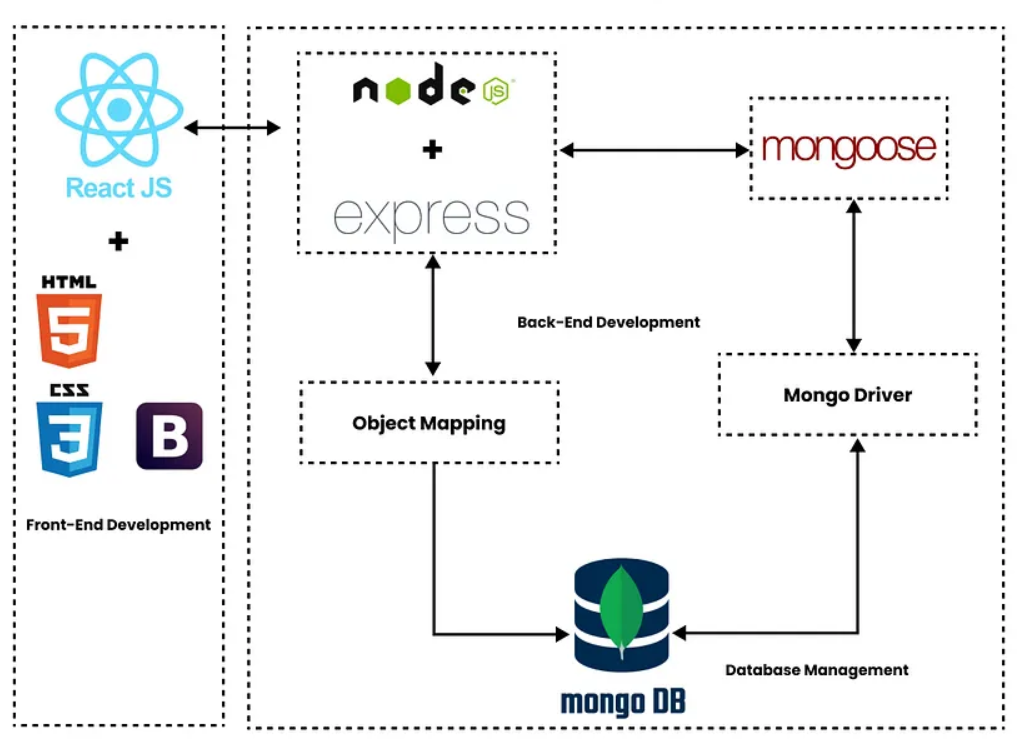 React JS
+
HTML
5
CSS
3
B
Front-End Development
node
JS
+
express
mongoose
Back-End Development
Object Mapping
Mongo Driver
mongo DB
Database Management